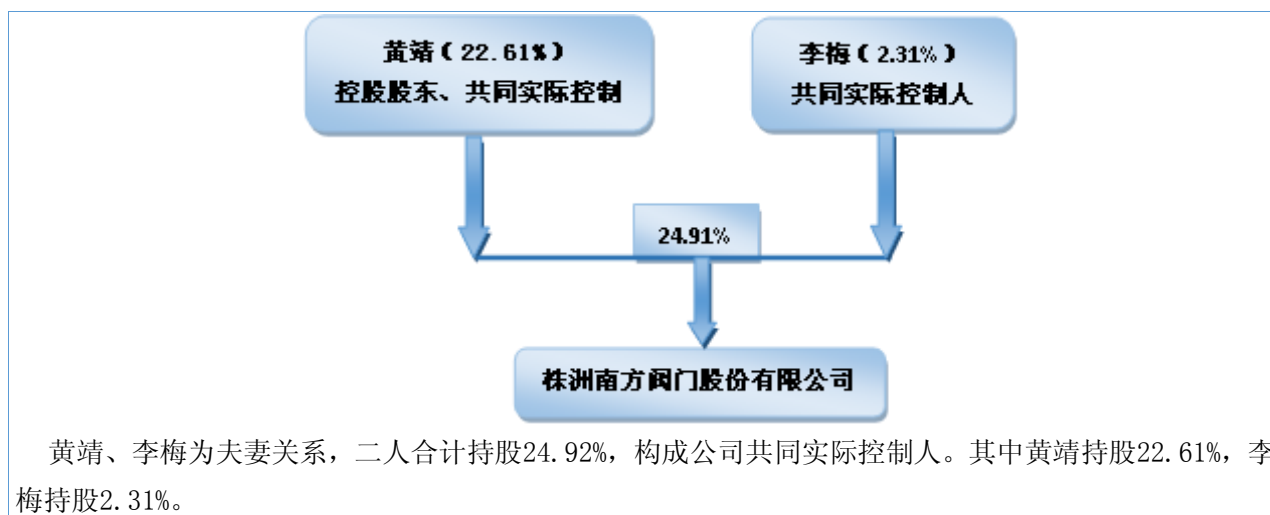 黄靖（22.61%）
控股股东、共同实际控制
李梅（2.31%）
共同实际控制人
24.91%
株洲南方阀门股份有限公司
黄靖、李梅为夫妻关系，二人合计持股24.92%，构成公司共同实际控制人。其中黄靖持股22.61%，李
梅持股2.31%。